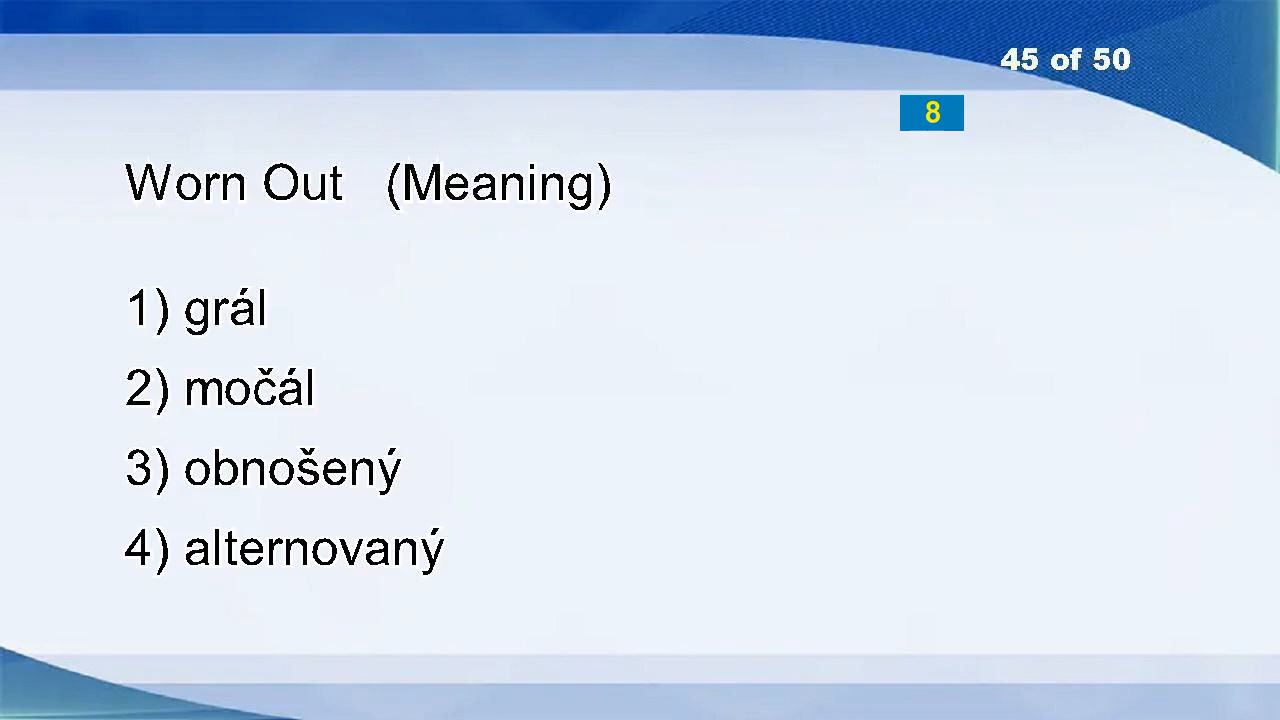 45 of 50
8
Worn Out (Meaning)
1) grál
2) močál
3) obnošený
4) alternovaný